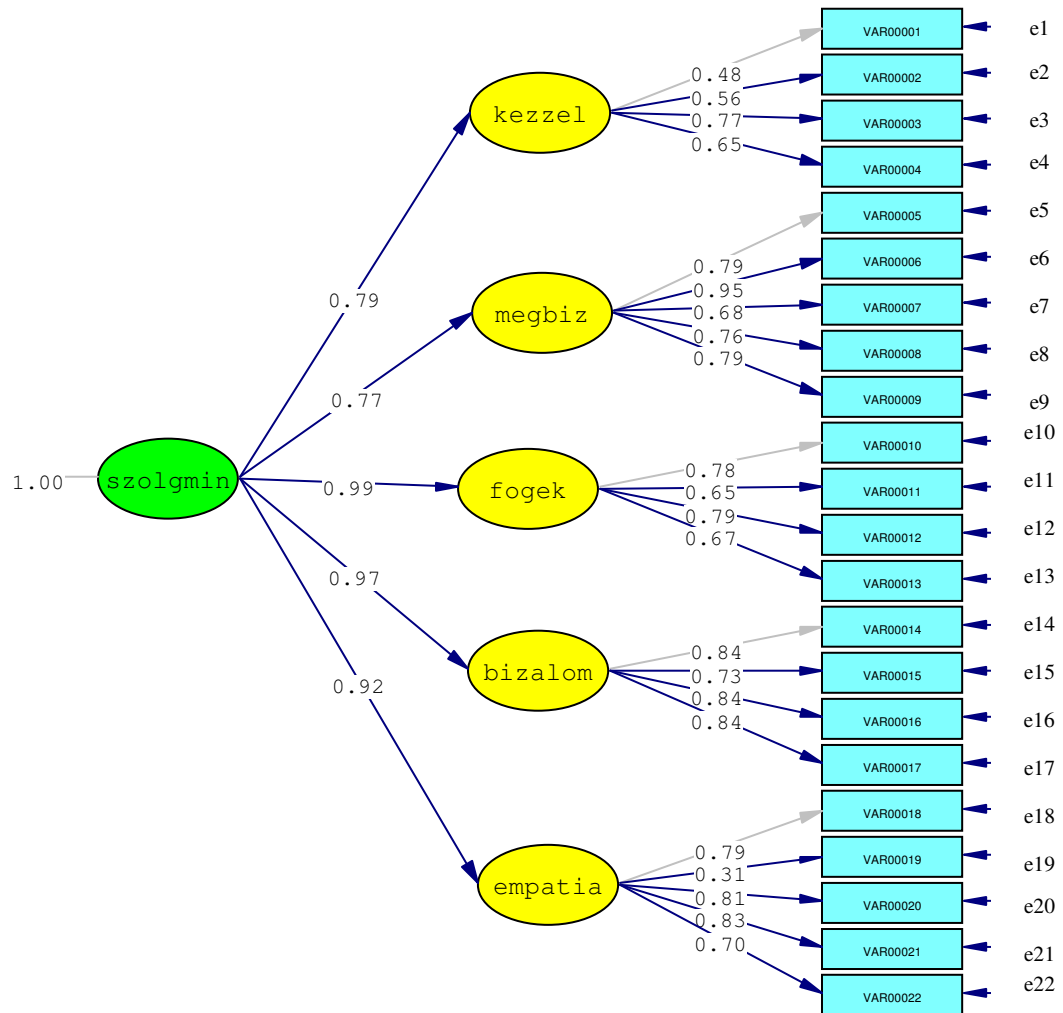 VAR00001 e1
0.48
VAR00002 e2
0.56
kezzel
0.77
VAR00003 e3
0.65
VAR00004 e4
VAR00005 e5
0.79
VAR00006 e6
0.95
0.79
megbiz
0.68
VAR00007 e7
0.76
VAR00008 e8
0.79
0.77
VAR00009 e9
VAR00010 e10
0.78
1.00
szolgmin
0.99
fogek
0.65
VAR00011 e11
0.79
VAR00012 e12
0.67
VAR00013 e13
0.97
VAR00014 e14
0.84
bizalom
0.73
VAR00015 e15
0.92
0.84
VAR00016 e16
0.84
VAR00017 e17
VAR00018 e18
0.79
VAR00019 e19
0.31
empatia
0.81
VAR00020 e20
0.83
VAR00021 e21
0.70
VAR00022 e22